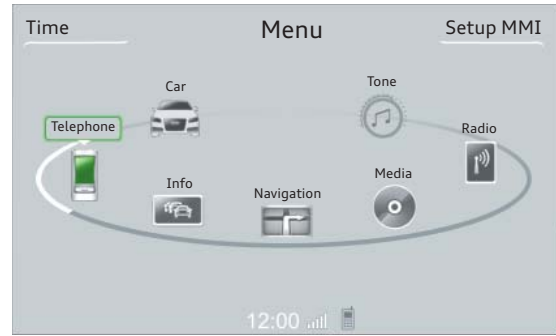 Time
Menu
Setup MMI
Car
Tone
Telephone
Radio
Info
Navigation
Media
12:00